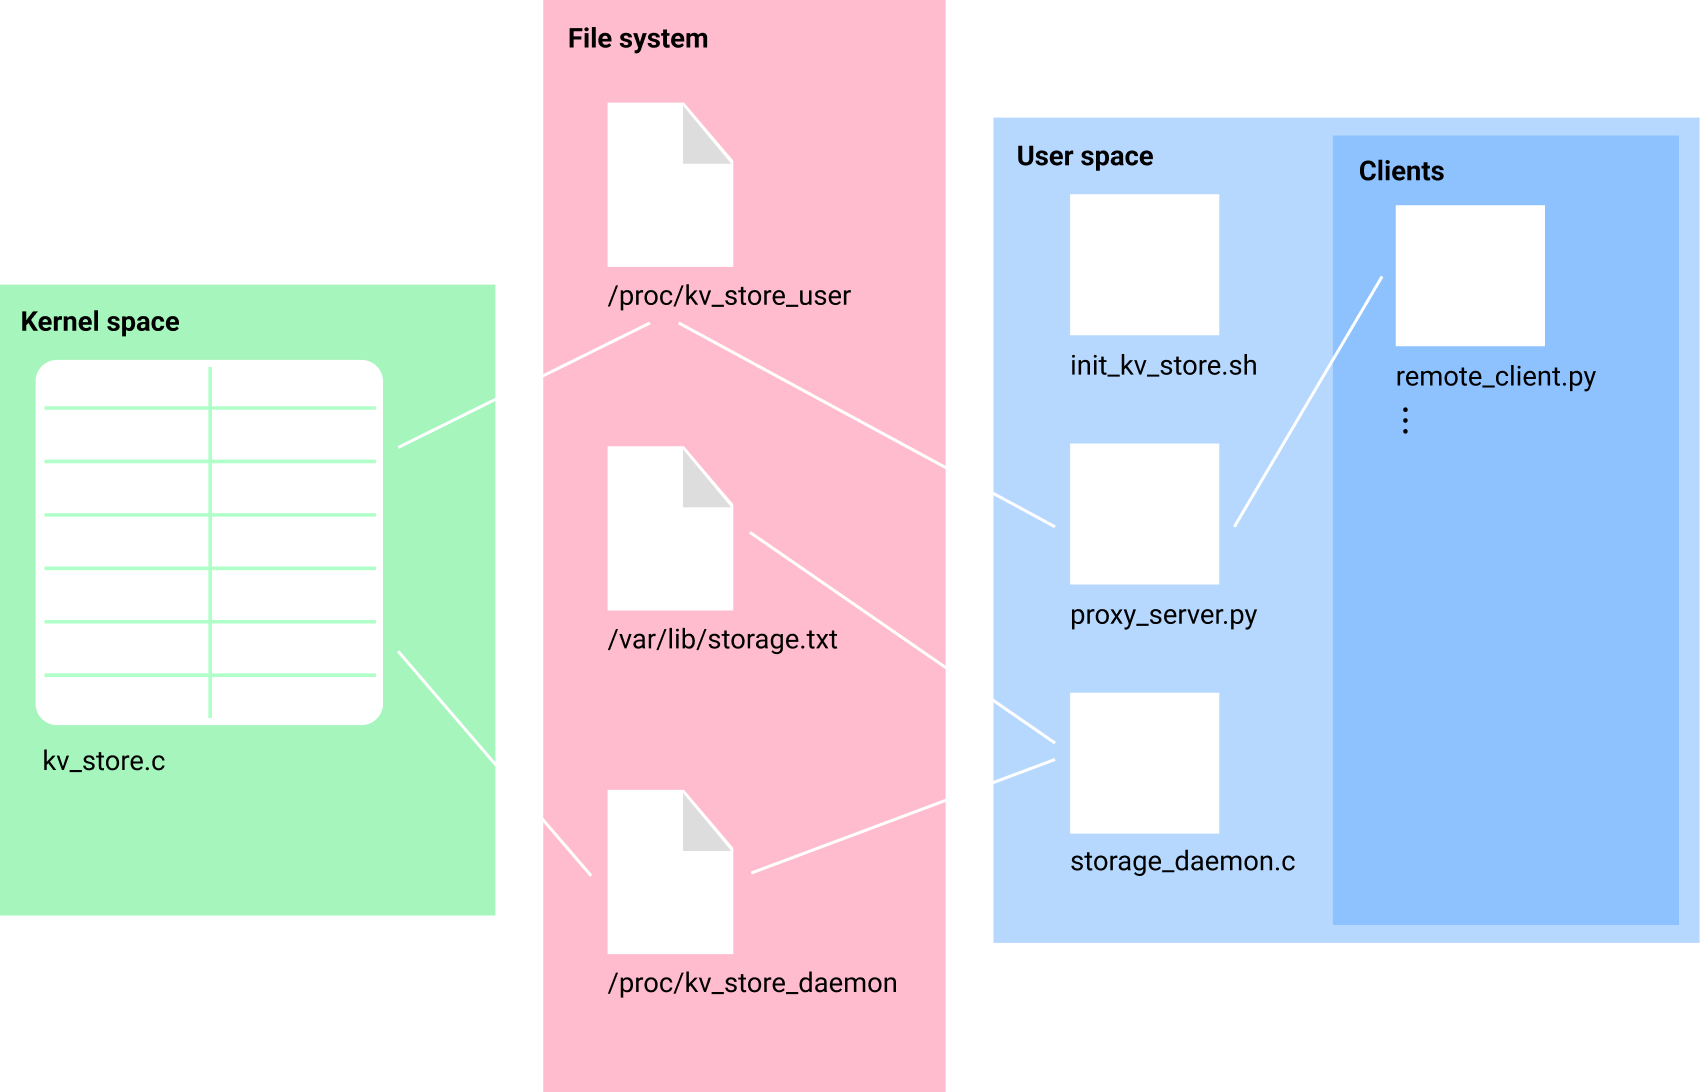 Kernel space
kv_store.c
File system
/proc/kv_store_user
/var/lib/storage.txt
/proc/kv_store_daemon
User space
init_kv_store.sh
proxy_server.py
storage_daemon.c
Clients
remote_client.py
⋮